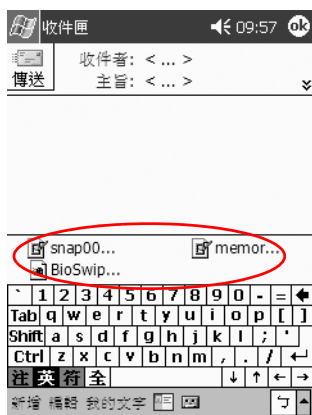 收件匣 09:57 ok
收件者: < ... >
傳送 主旨: < ... >
snap00... memor...
BioSwip...
` 1 2 3 4 5 6 7 8 9 0 - =
Tab q w e r t y u i o p [ ]
Shift a s d f g h j k l ; '
Ctrl z x c v b n m , . / ↵
注 英 符 全 ↓ ↑ ← →
新增 編輯 我的文字 ㄅ